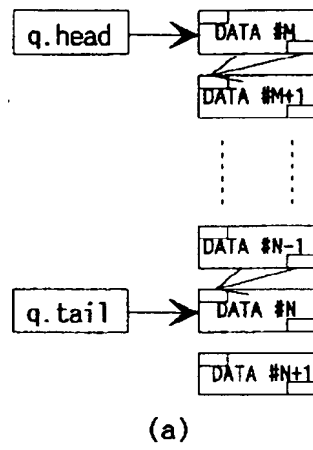 q.head
DATA #M
DATA #M+1
DATA #N-1
q.tail
DATA #N
DATA #N+1
(a)